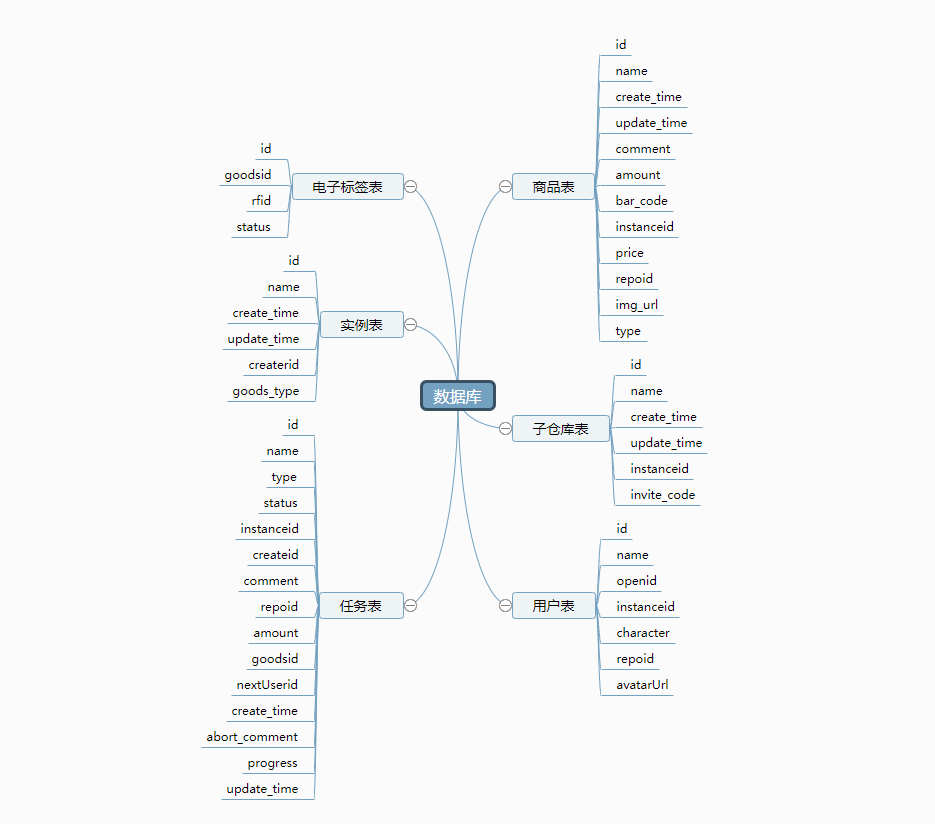 数据库
商品表
id
name
create_time
update_time
comment
amount
bar_code
instanceid
price
repoid
img_url
type
子仓库表
id
name
create_time
update_time
instanceid
invite_code
用户表
id
name
openid
instanceid
character
repoid
avatarUrl
电子标签表
id
goodsid
rfid
status
实例表
id
name
create_time
update_time
createrid
goods_type
任务表
id
name
type
status
instanceid
createid
comment
repoid
amount
goodsid
nextUserid
create_time
abort_comment
progress
update_time